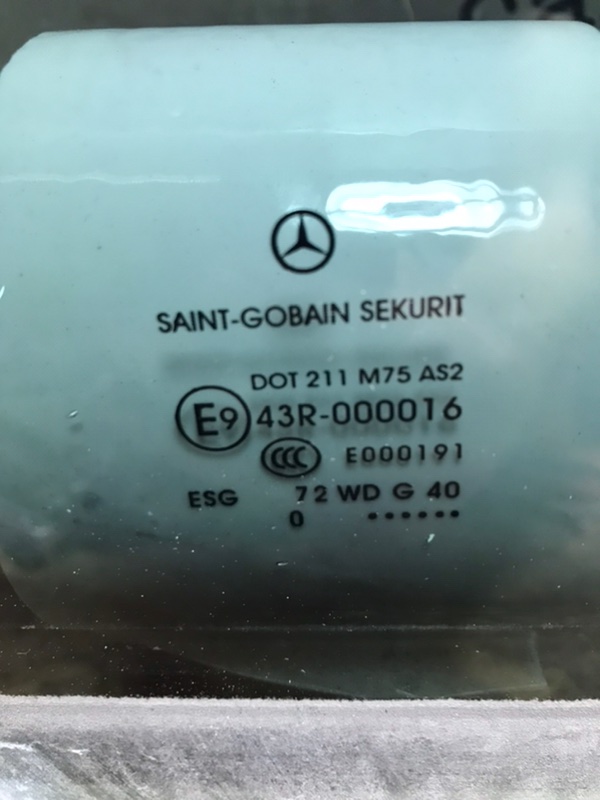 SAINT-GOBAIN SEKURIT
DOT 211 M75 AS2
E9 43R-000016
CCC E000191
ESG 72 WD G 40
0 ••••••